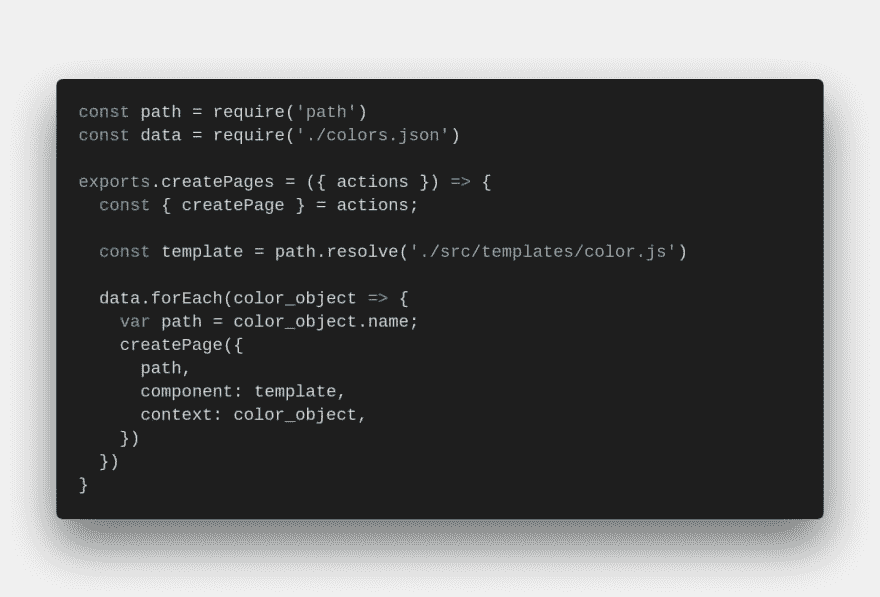 const path = require('path')
const data = require('./colors.json')

exports.createPages = ({ actions }) => {
  const { createPage } = actions;

  const template = path.resolve('./src/templates/color.js')

  data.forEach(color_object => {
    var path = color_object.name;
    createPage({
      path,
      component: template,
      context: color_object,
    })
  })
}